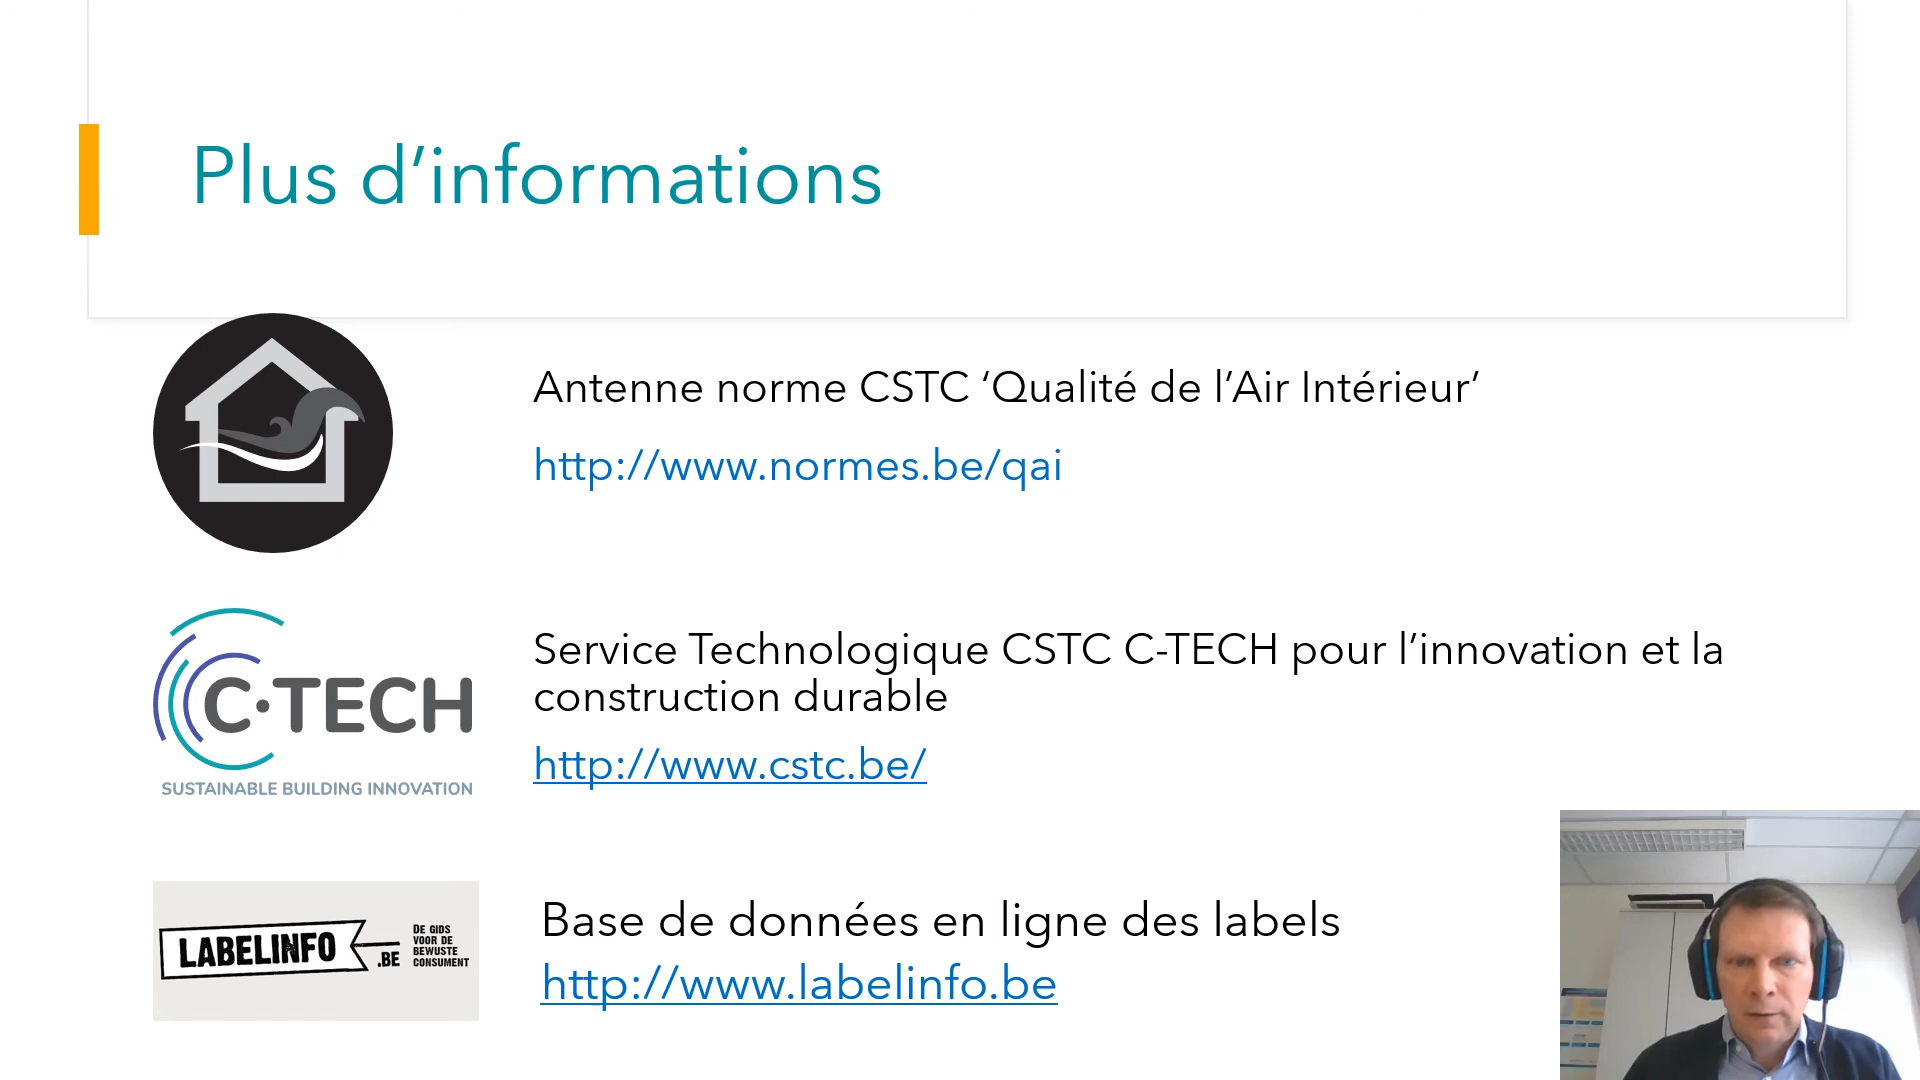 Plus d’informations
Antenne norme CSTC ‘Qualité de l’Air Intérieur’
http://www.normes.be/qai
C·TECH
SUSTAINABLE BUILDING INNOVATION
Service Technologique CSTC C-TECH pour l’innovation et la
construction durable
http://www.cstc.be/
LABELINFO
.BE
DE GIDS
VOOR DE
BEWUSTE
CONSUMENT
Base de données en ligne des labels
http://www.labelinfo.be